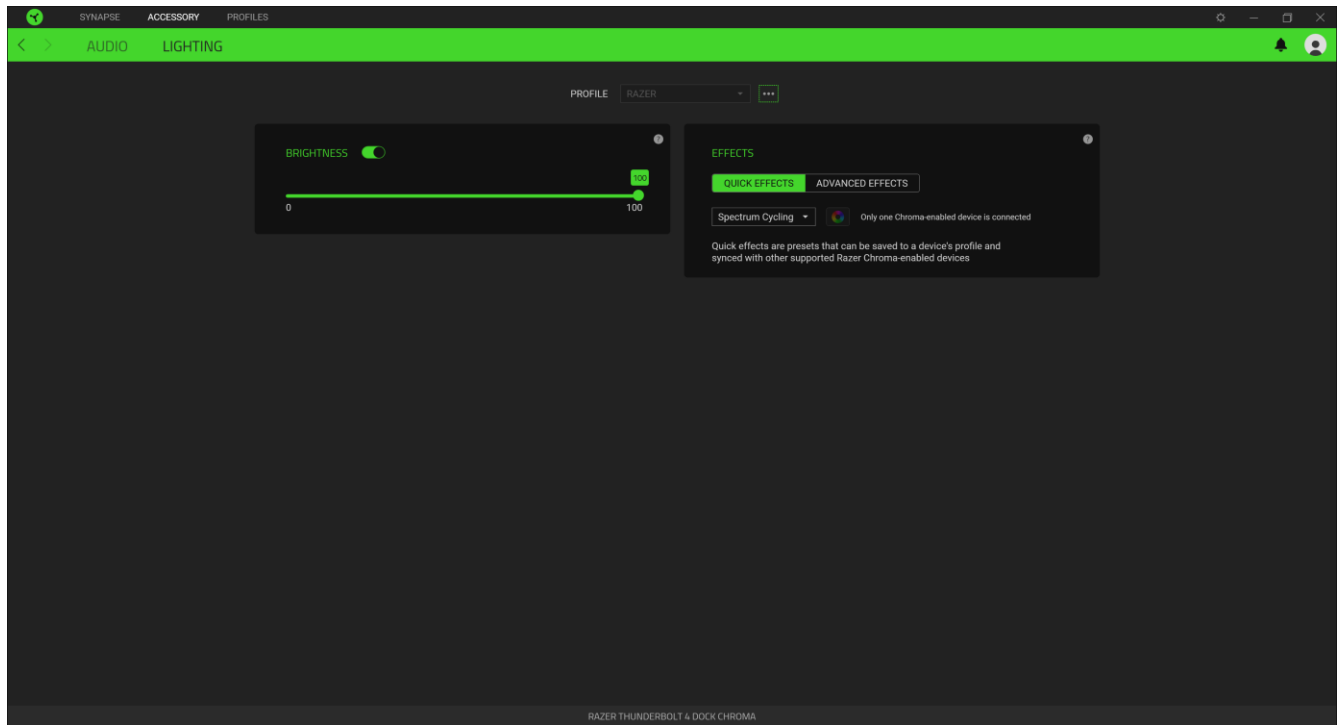 SYNAPSE ACCESSORY PROFILES
AUDIO LIGHTING
PROFILE RAZER
BRIGHTNESS
100
0 100
EFFECTS
QUICK EFFECTS ADVANCED EFFECTS
Spectrum Cycling Only one Chroma-enabled device is connected
Quick effects are presets that can be saved to a device's profile and
synced with other supported Razer Chroma-enabled devices
RAZER THUNDERBOLT 4 DOCK CHROMA